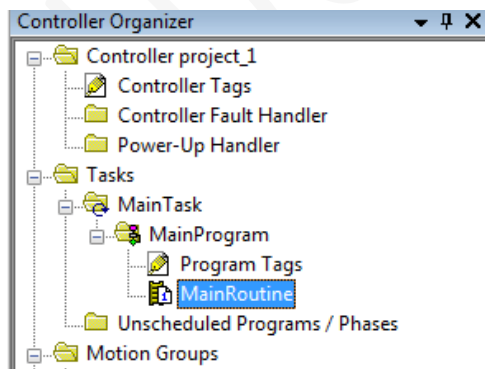 Controller Organizer
Controller project_1
Controller Tags
Controller Fault Handler
Power-Up Handler
Tasks
MainTask
MainProgram
Program Tags
MainRoutine
Unscheduled Programs / Phases
Motion Groups